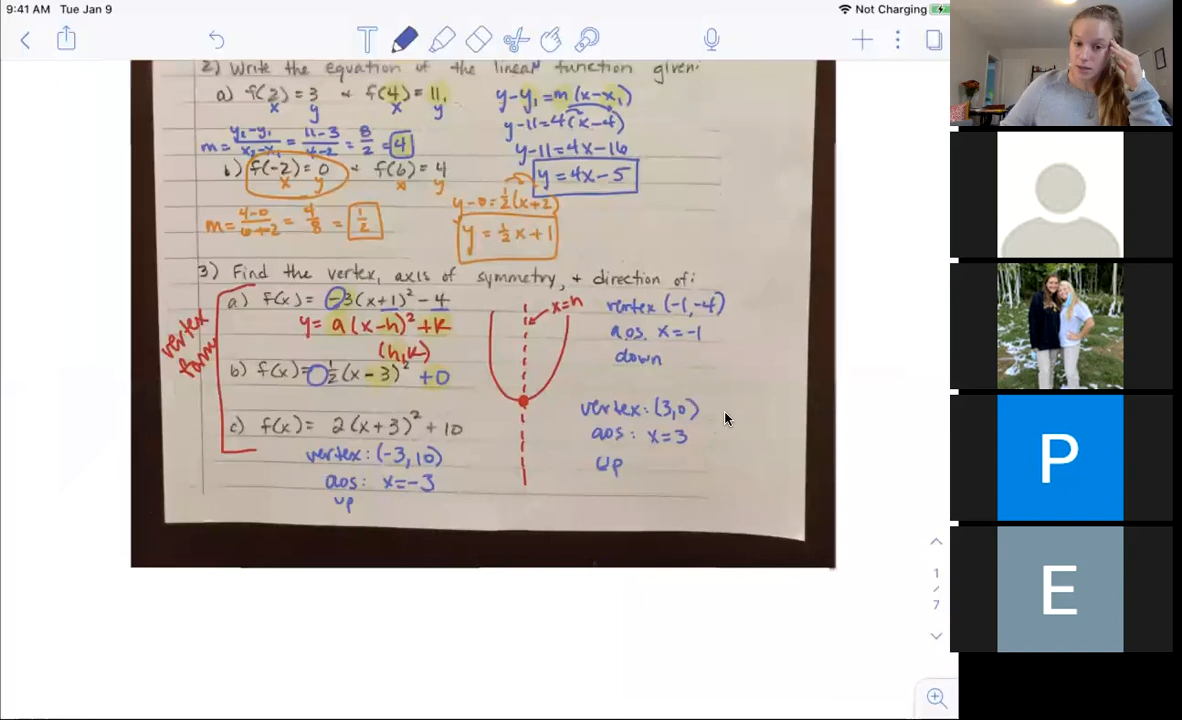 9:41 AM Tue Jan 9
Not Charging
2) Write the equation of the linear function given:
a) f(2) = 3 + f(4) = 11,
x y x y
y-y₁=m(x-x₁)
y-11=4(x-4)
m= y₂-y₁/x₂-x₁ = 11-3/4-2 = 8/2 = 4
y-11=4x-16
b) f(-2) = 0 + f(6) = 4
x y x y
y = 4x-5
y-0=½(x+2)
m= 4-0/6+2 = 4/8 = 1/2
y = ½x+1
3) Find the vertex, axis of symmetry, + direction of:
vertex form
a) f(x) = -3(x+1)² - 4
y= a(x-h)² + k
(h,k)
x=h
vertex (-1,-4)
aos. x=-1
down
b) f(x)= ½(x-3)² +0
vertex: (3,0)
aos: x=3
up
c) f(x) = 2(x+3)² + 10
vertex: (-3,10)
aos: x=-3
up
1
/
7
P
E